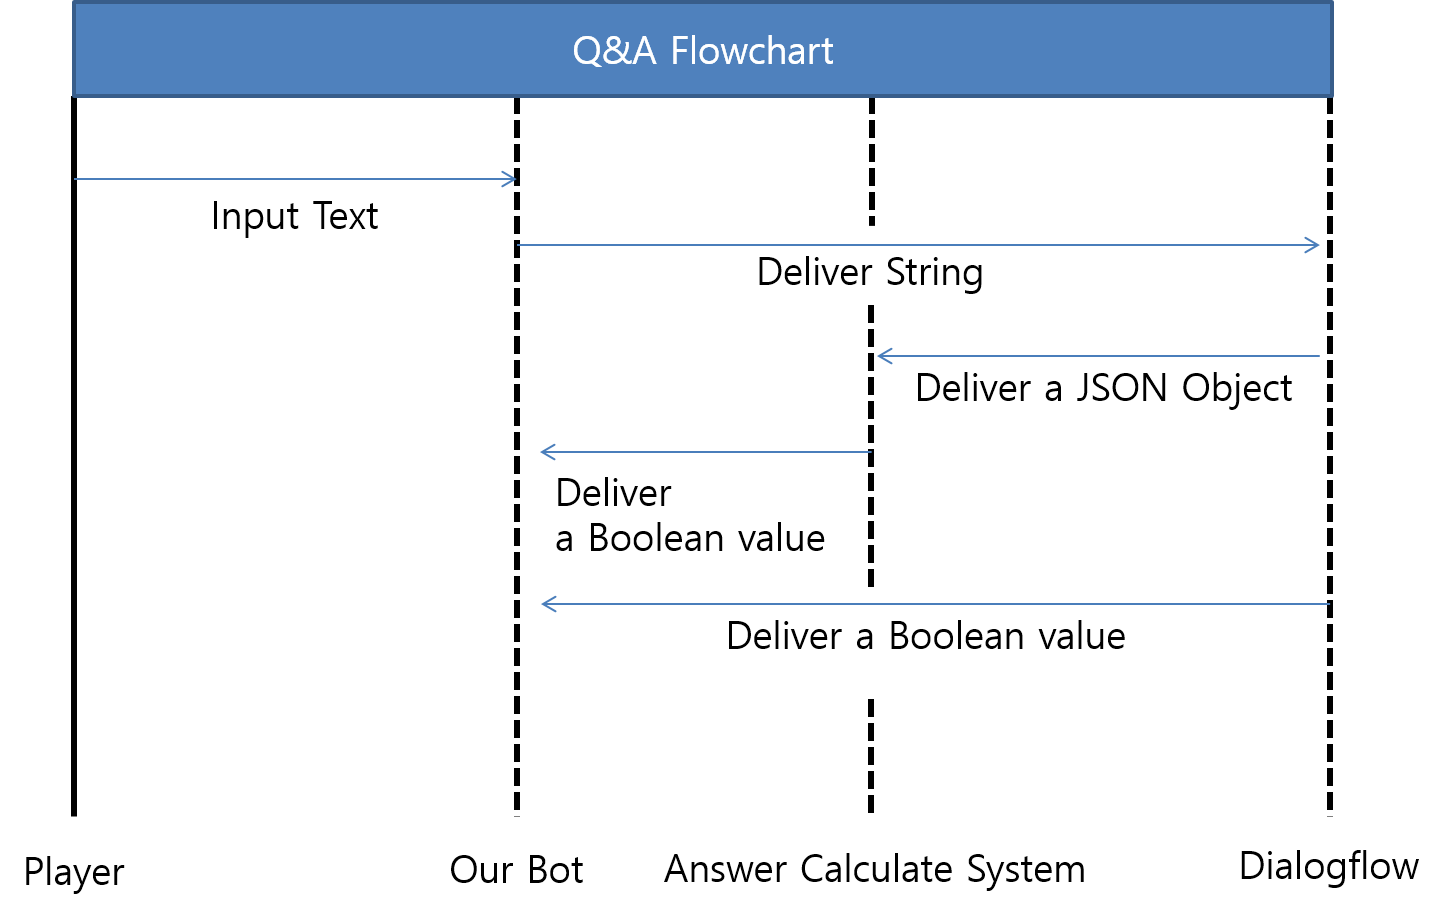 Q&A Flowchart
Input Text
Deliver String
Deliver a JSON Object
Deliver
a Boolean value
Deliver a Boolean value
Player
Our Bot
Answer Calculate System
Dialogflow